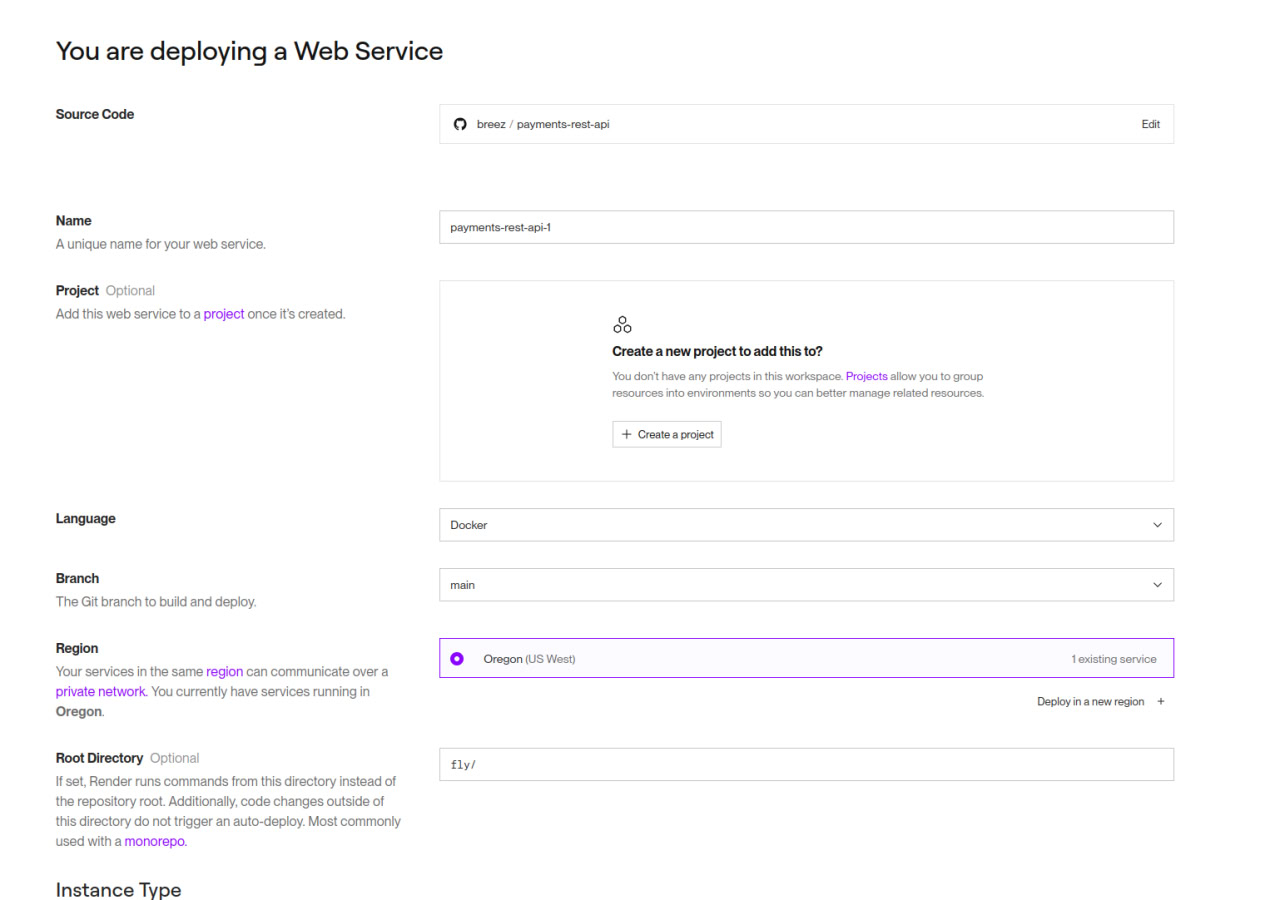 You are deploying a Web Service
Source Code
breez / payments-rest-api
Edit
Name
A unique name for your web service.
payments-rest-api-1
Project Optional
Add this web service to a project once it's created.
Create a new project to add this to?
You don't have any projects in this workspace. Projects allow you to group
resources into environments so you can better manage related resources.
+ Create a project
Language
Docker
Branch
The Git branch to build and deploy.
main
Region
Your services in the same region can communicate over a
private network. You currently have services running in
Oregon.
Oregon (US West)
1 existing service
Deploy in a new region +
Root Directory Optional
If set, Render runs commands from this directory instead of
the repository root. Additionally, code changes outside of
this directory do not trigger an auto-deploy. Most commonly
used with a monorepo.
fly/
Instance Type